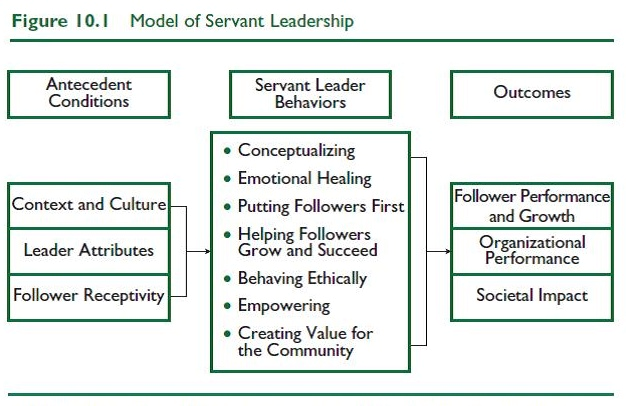 Figure 10.1 Model of Servant Leadership
Antecedent
Conditions
Servant Leader
Behaviors
Outcomes
Context and Culture
Leader Attributes
Follower Receptivity
• Conceptualizing
• Emotional Healing
• Putting Followers First
• Helping Followers
Grow and Succeed
• Behaving Ethically
• Empowering
• Creating Value for
the Community
Follower Performance
and Growth
Organizational
Performance
Societal Impact